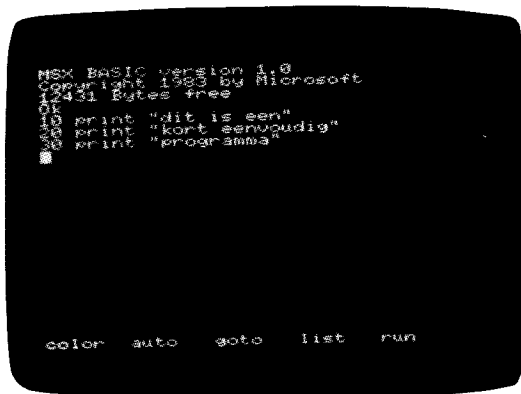 MSX BASIC version 1.0
Copyright 1983 by Microsoft
12431 Bytes free
Ok
10 print "dit is een"
20 print "kort eenvoudig"
30 print "programma"
color auto goto list run